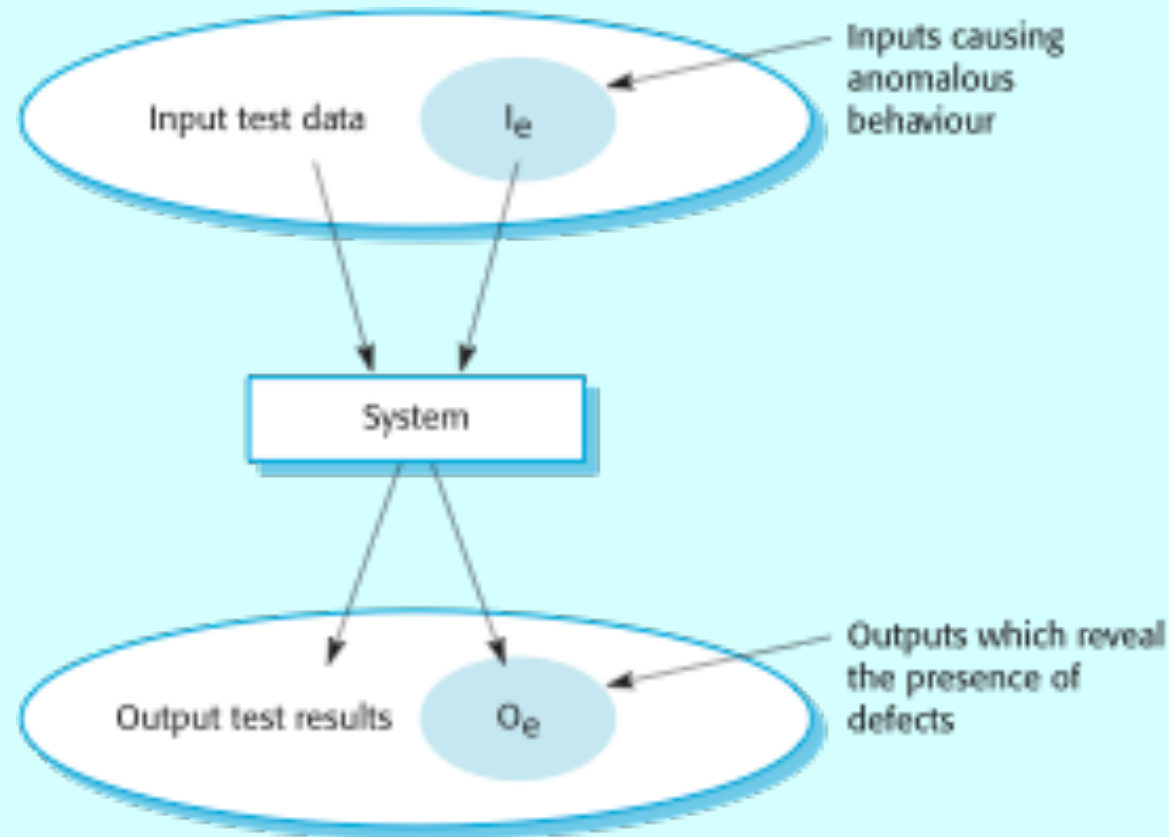 Inputs causing
anomalous
behaviour
Input test data
Ie
System
Outputs which reveal
the presence of
defects
Output test results
Oe